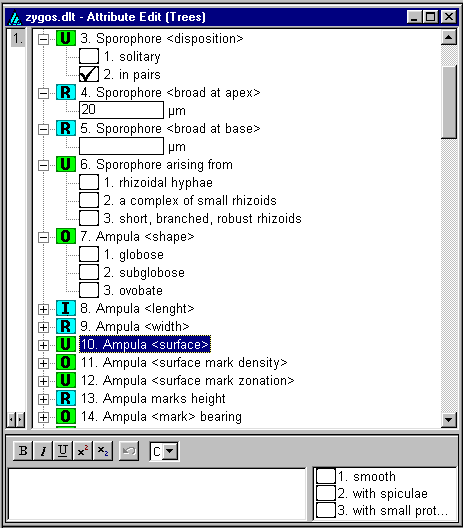 zygos.dlt - Attribute Edit (Trees)
1.
U 3. Sporophore <disposition>
1. solitary
2. in pairs
R 4. Sporophore <broad at apex>
20 µm
R 5. Sporophore <broad at base>
µm
U 6. Sporophore arising from
1. rhizoidal hyphae
2. a complex of small rhizoids
3. short, branched, robust rhizoids
O 7. Ampula <shape>
1. globose
2. subglobose
3. ovobate
I 8. Ampula <lenght>
R 9. Ampula <width>
U 10. Ampula <surface>
O 11. Ampula <surface mark density>
U 12. Ampula <surface mark zonation>
R 13. Ampula marks height
O 14. Ampula <mark> bearing
B I U x² x₂ C
1. smooth
2. with spiculae
3. with small prot...